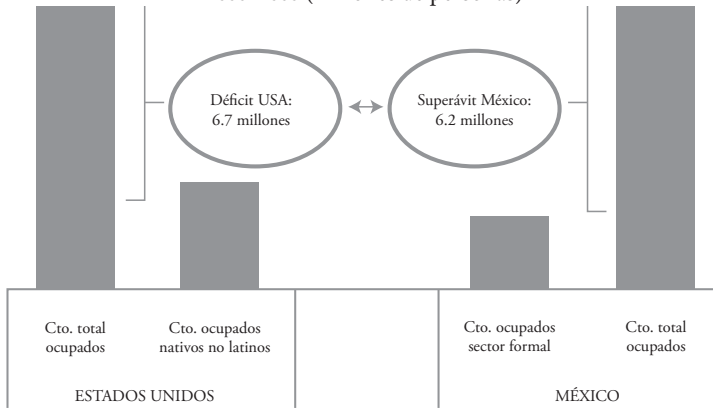 Déficit USA:
6.7 millones
Superávit México:
6.2 millones
Cto. total
ocupados
Cto. ocupados
nativos no latinos
Cto. ocupados
sector formal
Cto. total
ocupados
ESTADOS UNIDOS
MÉXICO